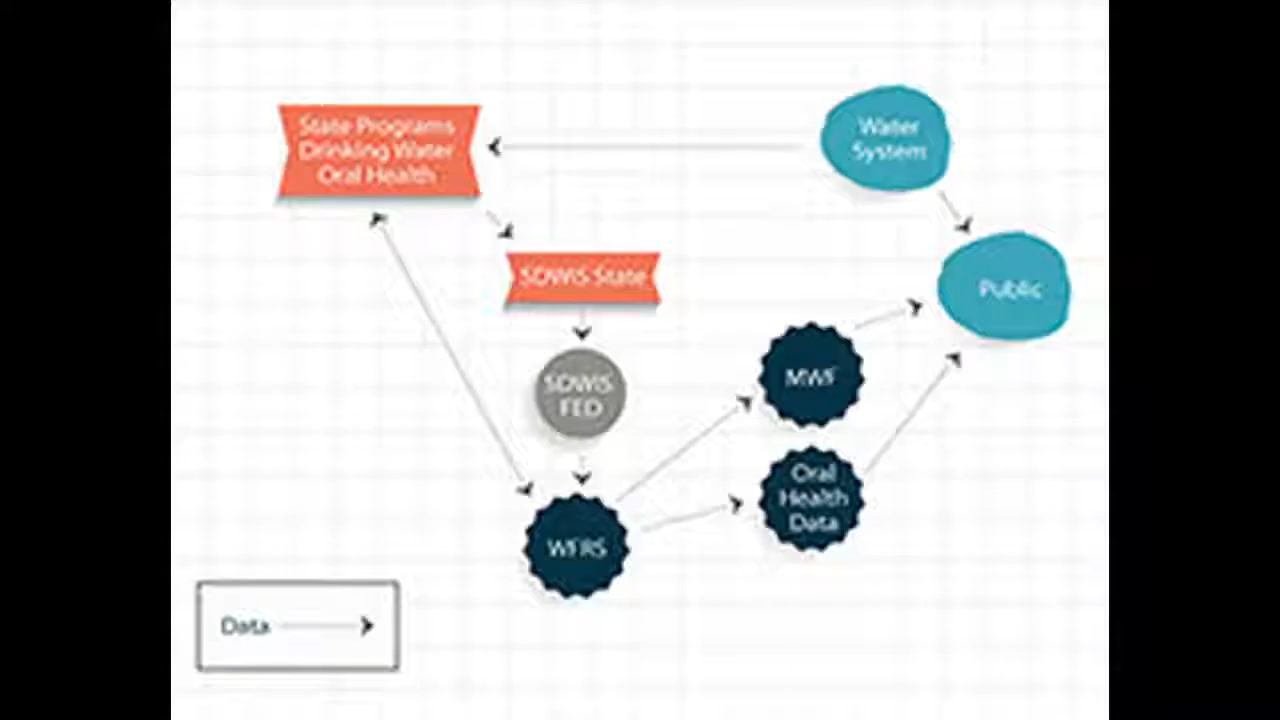 State Programs
Drinking Water
Oral Health
Water
System
SDWIS State
Public
SDWIS
FED
MWF
Oral
Health
Data
WFRS
Data